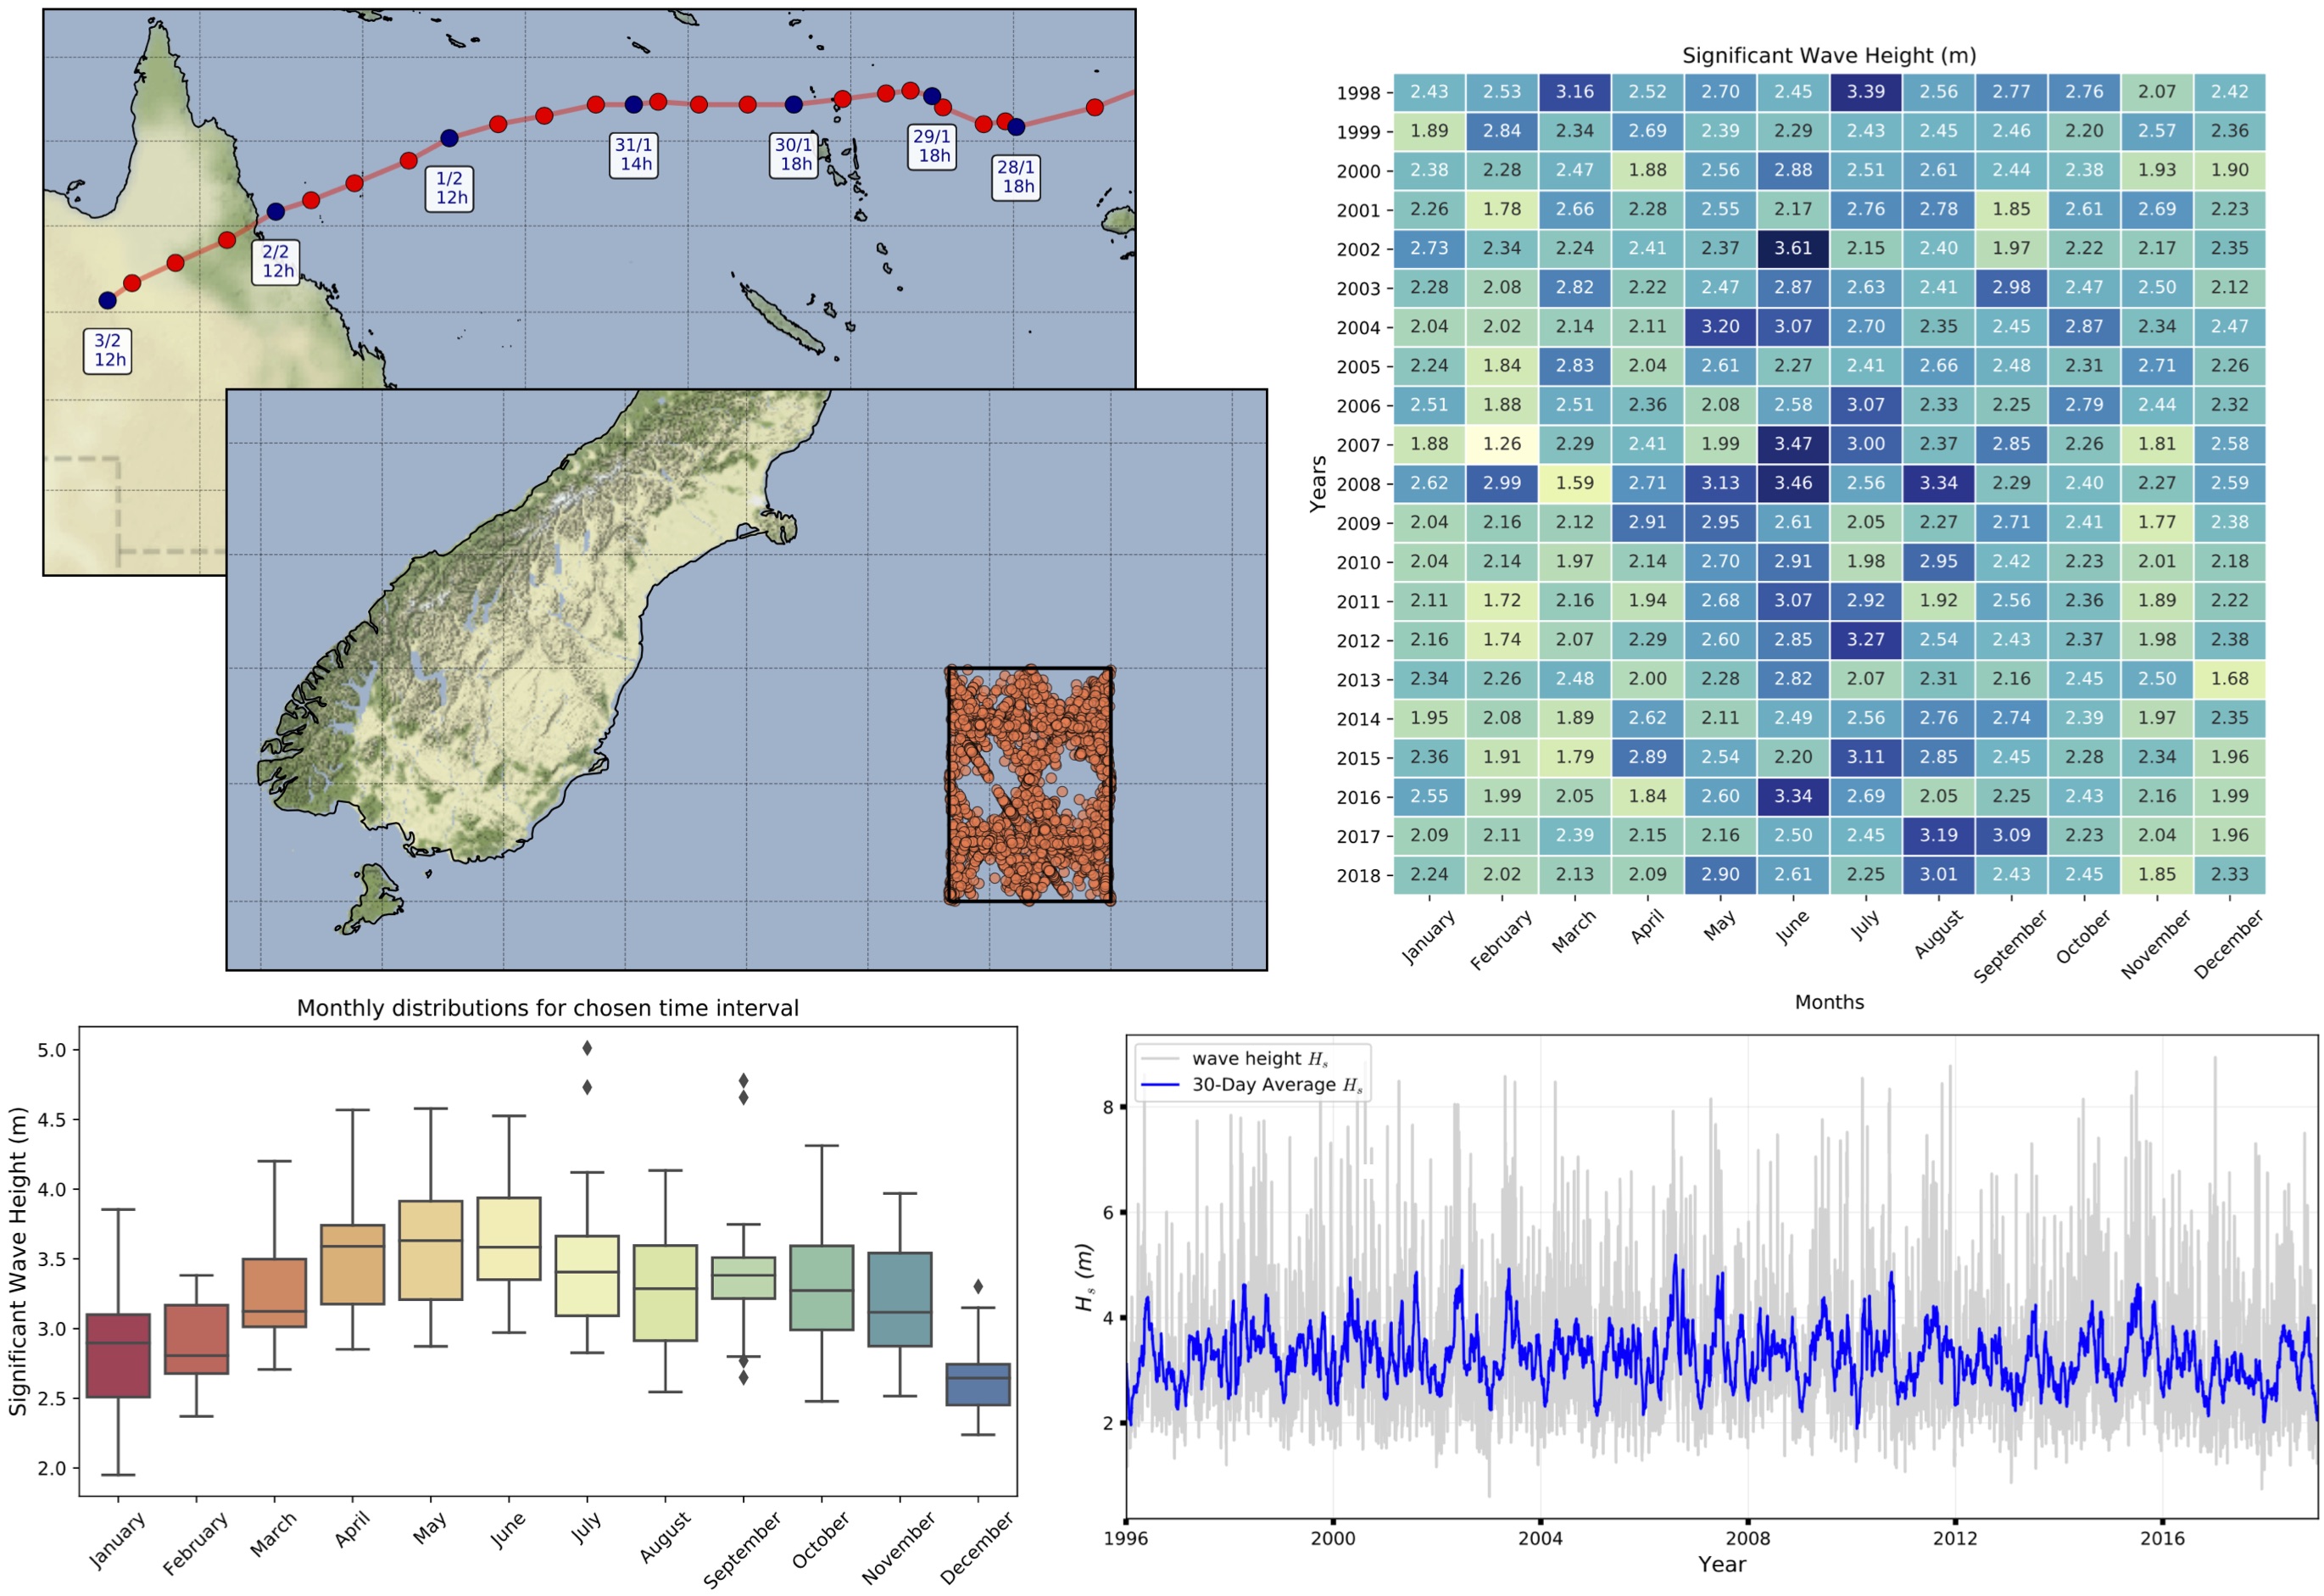 31/1
14h
30/1
18h
29/1
18h
28/1
18h
1/2
12h
2/2
12h
3/2
12h
Significant Wave Height (m)
1998 2.43 2.53 3.16 2.52 2.70 2.45 3.39 2.56 2.77 2.76 2.07 2.42
1999 1.89 2.84 2.34 2.69 2.39 2.29 2.43 2.45 2.46 2.20 2.57 2.36
2000 2.38 2.28 2.47 1.88 2.56 2.88 2.51 2.61 2.44 2.38 1.93 1.90
2001 2.26 1.78 2.66 2.28 2.55 2.17 2.76 2.78 1.85 2.61 2.69 2.23
2002 2.73 2.34 2.24 2.41 2.37 3.61 2.15 2.40 1.97 2.22 2.17 2.35
2003 2.28 2.08 2.82 2.22 2.47 2.87 2.63 2.41 2.98 2.47 2.50 2.12
2004 2.04 2.02 2.14 2.11 3.20 3.07 2.70 2.35 2.45 2.87 2.34 2.47
2005 2.24 1.84 2.83 2.04 2.61 2.27 2.41 2.66 2.48 2.31 2.71 2.26
2006 2.51 1.88 2.51 2.36 2.08 2.58 3.07 2.33 2.25 2.79 2.44 2.32
2007 1.88 1.26 2.29 2.41 1.99 3.47 3.00 2.37 2.85 2.26 1.81 2.58
2008 2.62 2.99 1.59 2.71 3.13 3.46 2.56 3.34 2.29 2.40 2.27 2.59
2009 2.04 2.16 2.12 2.91 2.95 2.61 2.05 2.27 2.71 2.41 1.77 2.38
2010 2.04 2.14 1.97 2.14 2.70 2.91 1.98 2.95 2.42 2.23 2.01 2.18
2011 2.11 1.72 2.16 1.94 2.68 3.07 2.92 1.92 2.56 2.36 1.89 2.22
2012 2.16 1.74 2.07 2.29 2.60 2.85 3.27 2.54 2.43 2.37 1.98 2.38
2013 2.34 2.26 2.48 2.00 2.28 2.82 2.07 2.31 2.16 2.45 2.50 1.68
2014 1.95 2.08 1.89 2.62 2.11 2.49 2.56 2.76 2.74 2.39 1.97 2.35
2015 2.36 1.91 1.79 2.89 2.54 2.20 3.11 2.85 2.45 2.28 2.34 1.96
2016 2.55 1.99 2.05 1.84 2.60 3.34 2.69 2.05 2.25 2.43 2.16 1.99
2017 2.09 2.11 2.39 2.15 2.16 2.50 2.45 3.19 3.09 2.23 2.04 1.96
2018 2.24 2.02 2.13 2.09 2.90 2.61 2.25 3.01 2.43 2.45 1.85 2.33
Years
January February March April May June July August September October November December
Months
Monthly distributions for chosen time interval
Significant Wave Height (m)
5.0
4.5
4.0
3.5
3.0
2.5
2.0
January February March April May June July August September October November December
wave height Hs
30-Day Average Hs
Hs (m)
8
6
4
2
1996 2000 2004 2008 2012 2016
Year